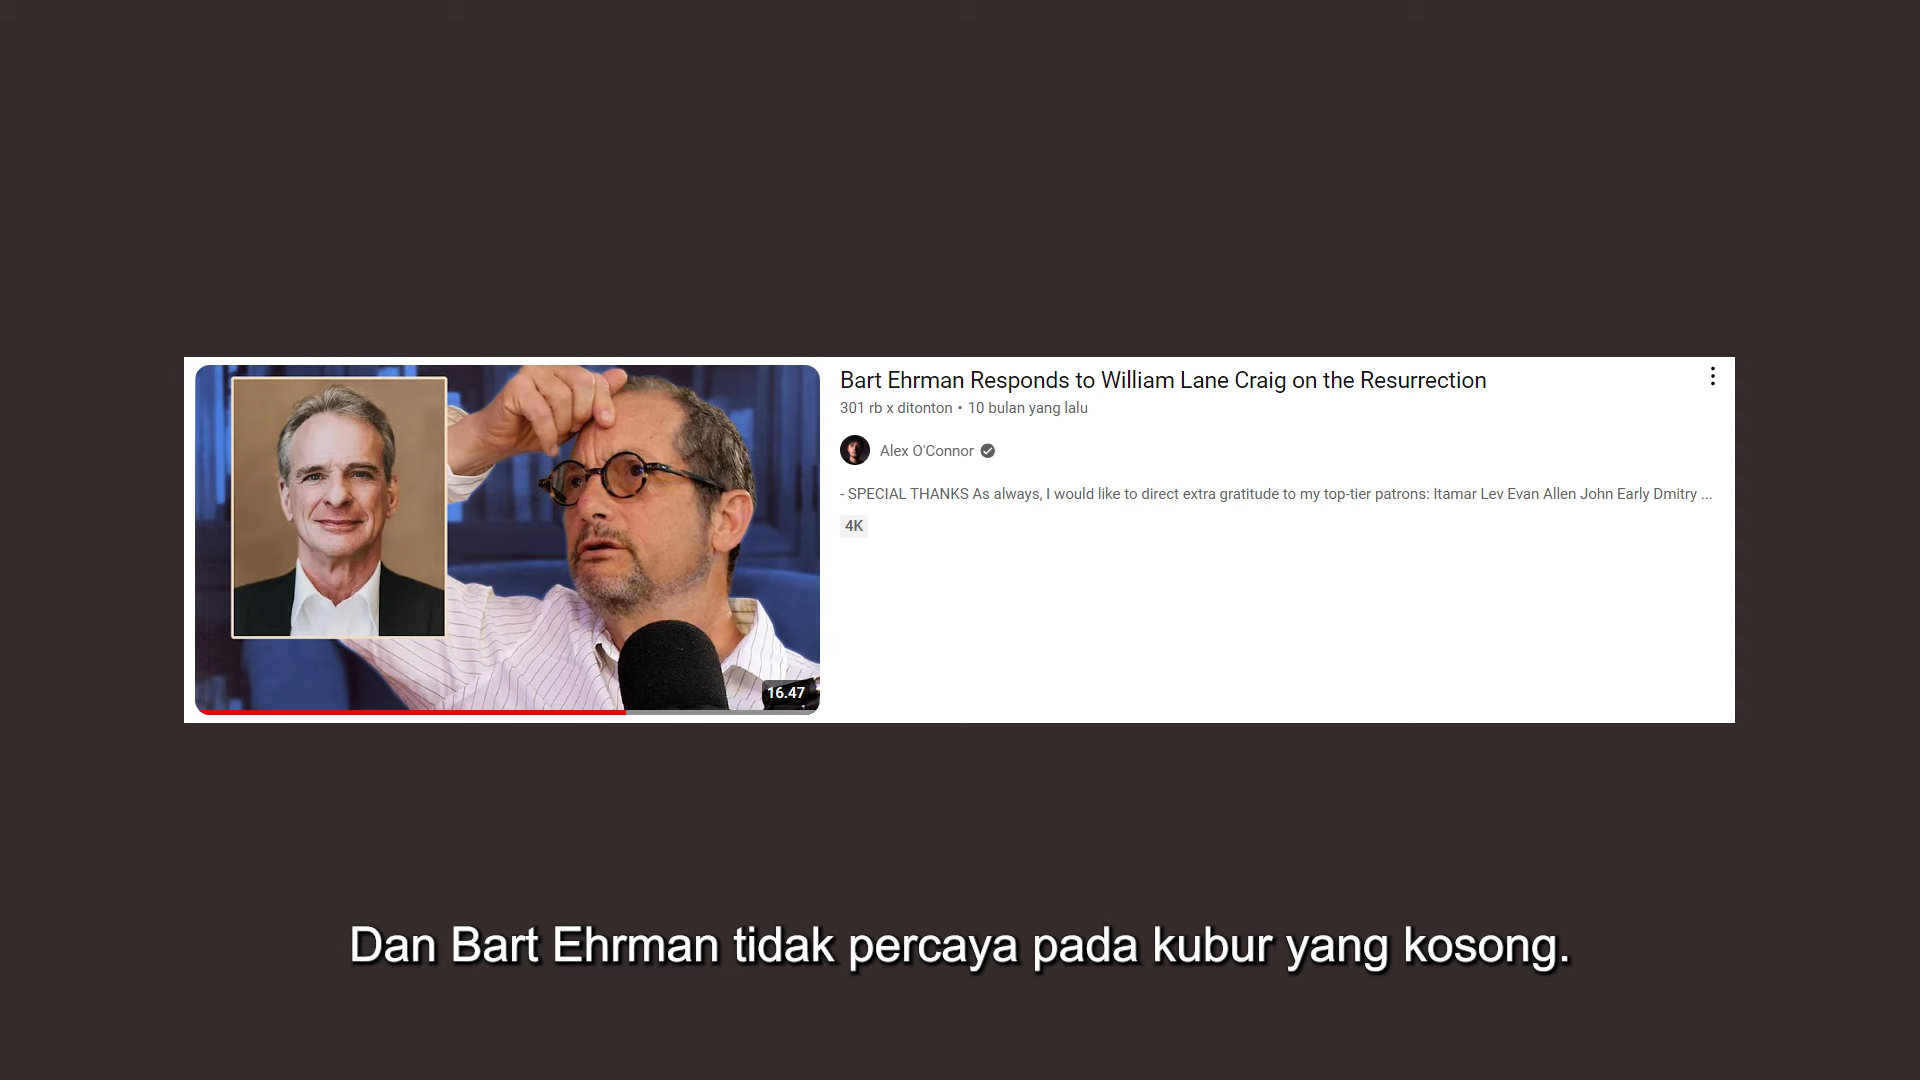 Bart Ehrman Responds to William Lane Craig on the Resurrection
301 rb x ditonton • 10 bulan yang lalu
Alex O'Connor
- SPECIAL THANKS As always, I would like to direct extra gratitude to my top-tier patrons: Itamar Lev Evan Allen John Early Dmitry ...
4K
16.47
Dan Bart Ehrman tidak percaya pada kubur yang kosong.